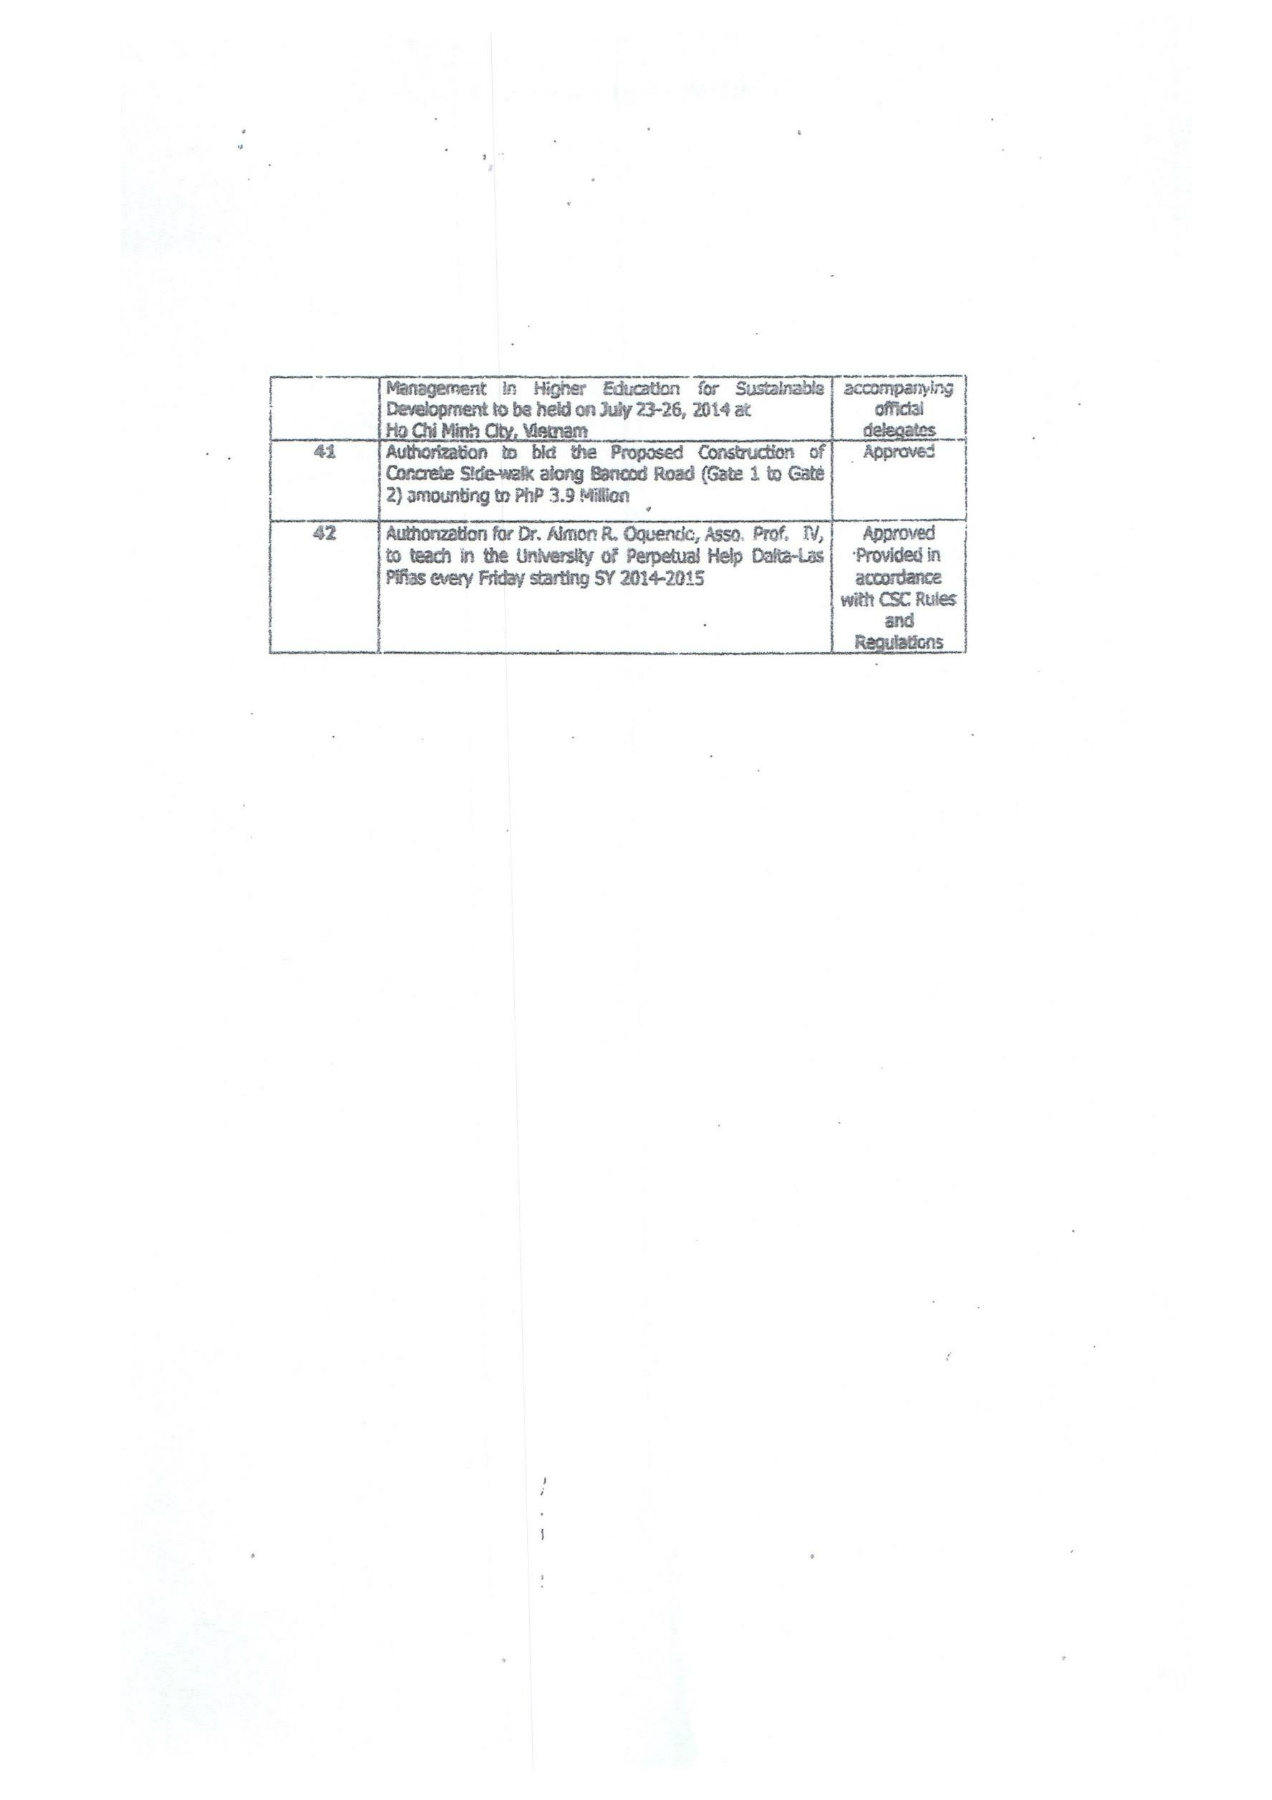 Management in Higher Education for Sustainable
Development to be held on July 23-26, 2014 at
Ho Chi Minh City, Vietnam
accompanying
official
delegates
41
Authorization to bid the Proposed Construction of
Concrete Side-walk along Bancod Road (Gate 1 to Gate
2) amounting to PhP 3.9 Million
Approved
42
Authorization for Dr. Almon R. Oquendo, Asso. Prof. IV,
to teach in the University of Perpetual Help Dalta-Las
Piñas every Friday starting SY 2014-2015
Approved
Provided in
accordance
with CSC Rules
and
Regulations